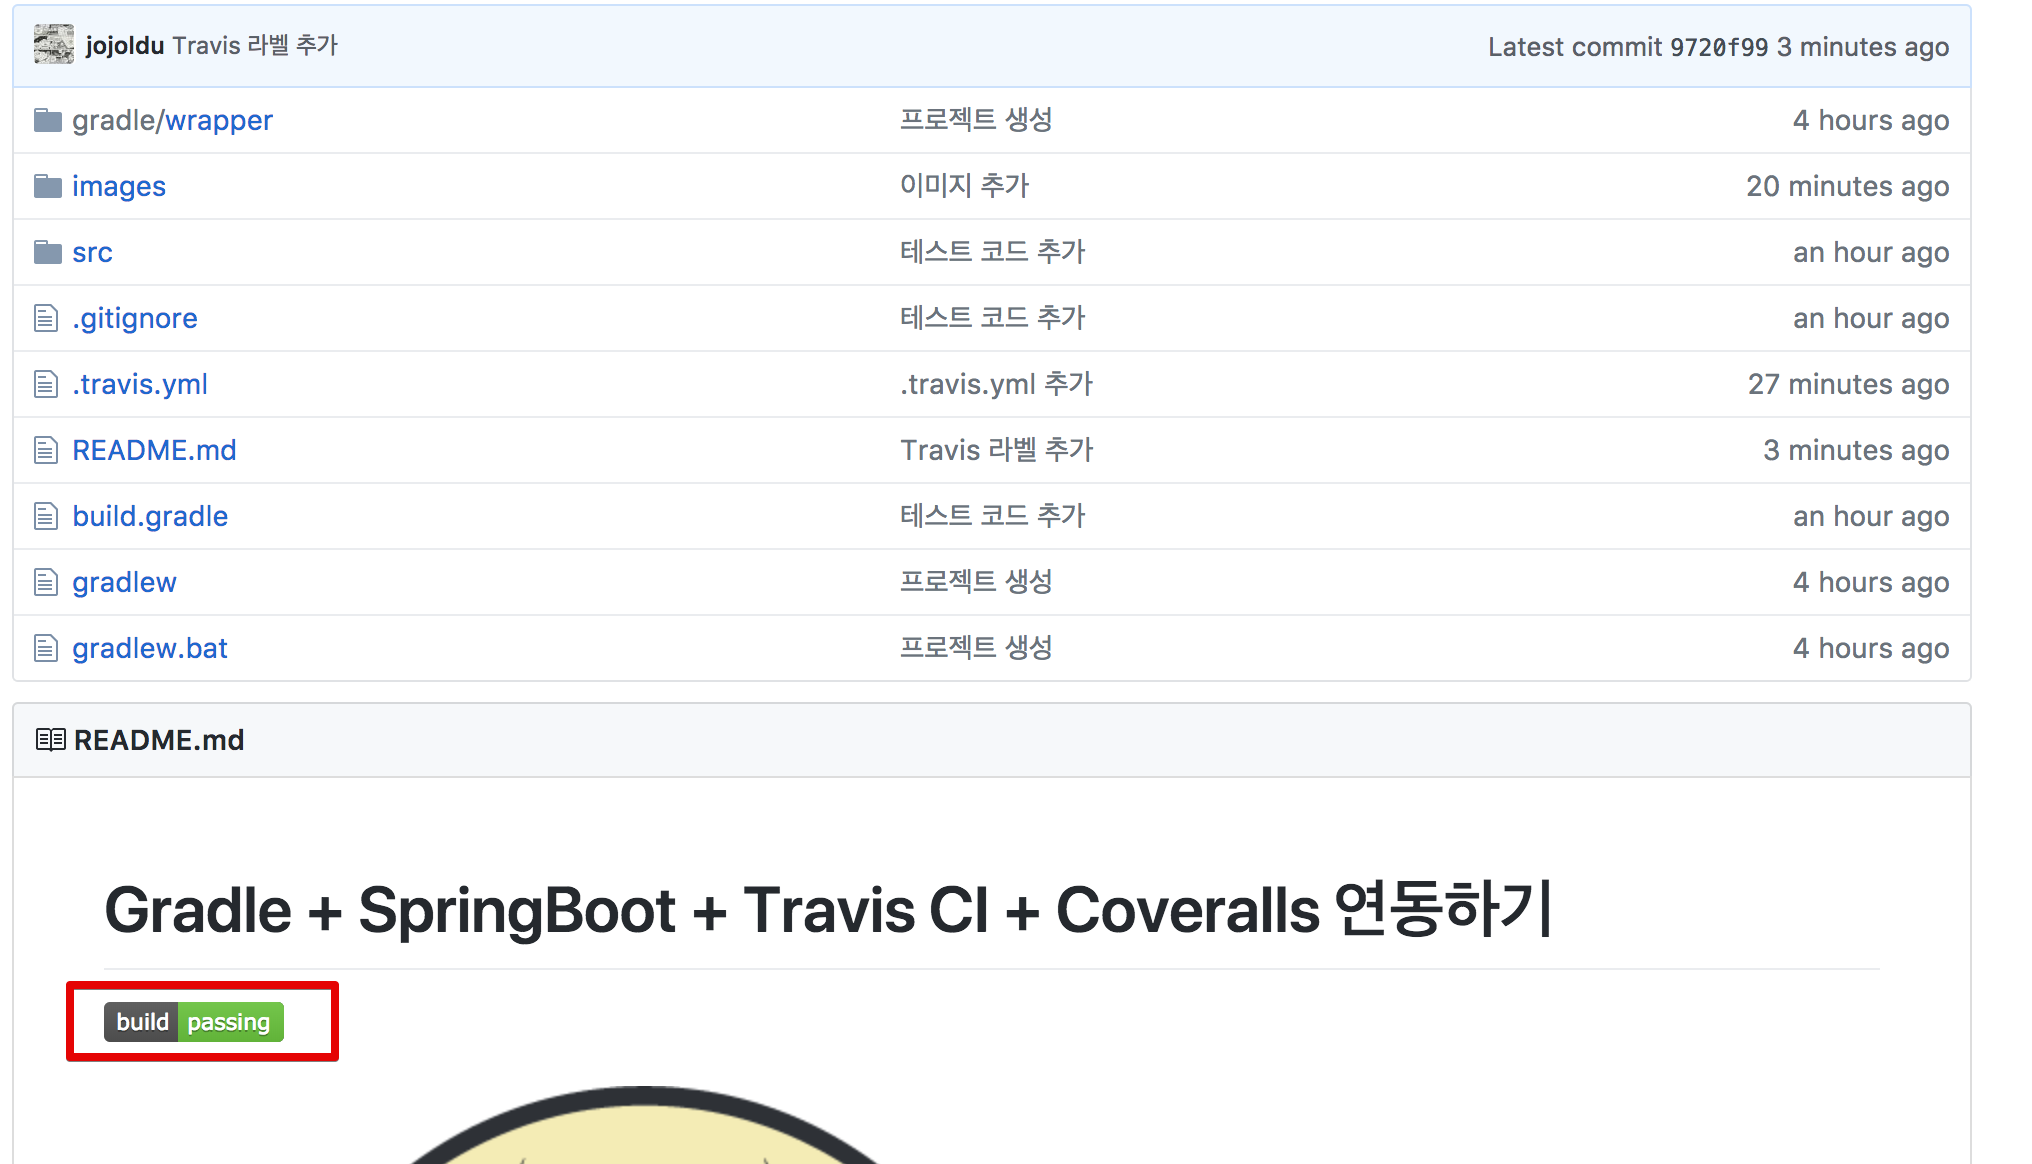 jojoldu Travis 라벨 추가 Latest commit 9720f99 3 minutes ago
gradle/wrapper 프로젝트 생성 4 hours ago
images 이미지 추가 20 minutes ago
src 테스트 코드 추가 an hour ago
.gitignore 테스트 코드 추가 an hour ago
.travis.yml .travis.yml 추가 27 minutes ago
README.md Travis 라벨 추가 3 minutes ago
build.gradle 테스트 코드 추가 an hour ago
gradlew 프로젝트 생성 4 hours ago
gradlew.bat 프로젝트 생성 4 hours ago
README.md
Gradle + SpringBoot + Travis CI + Coveralls 연동하기
build passing